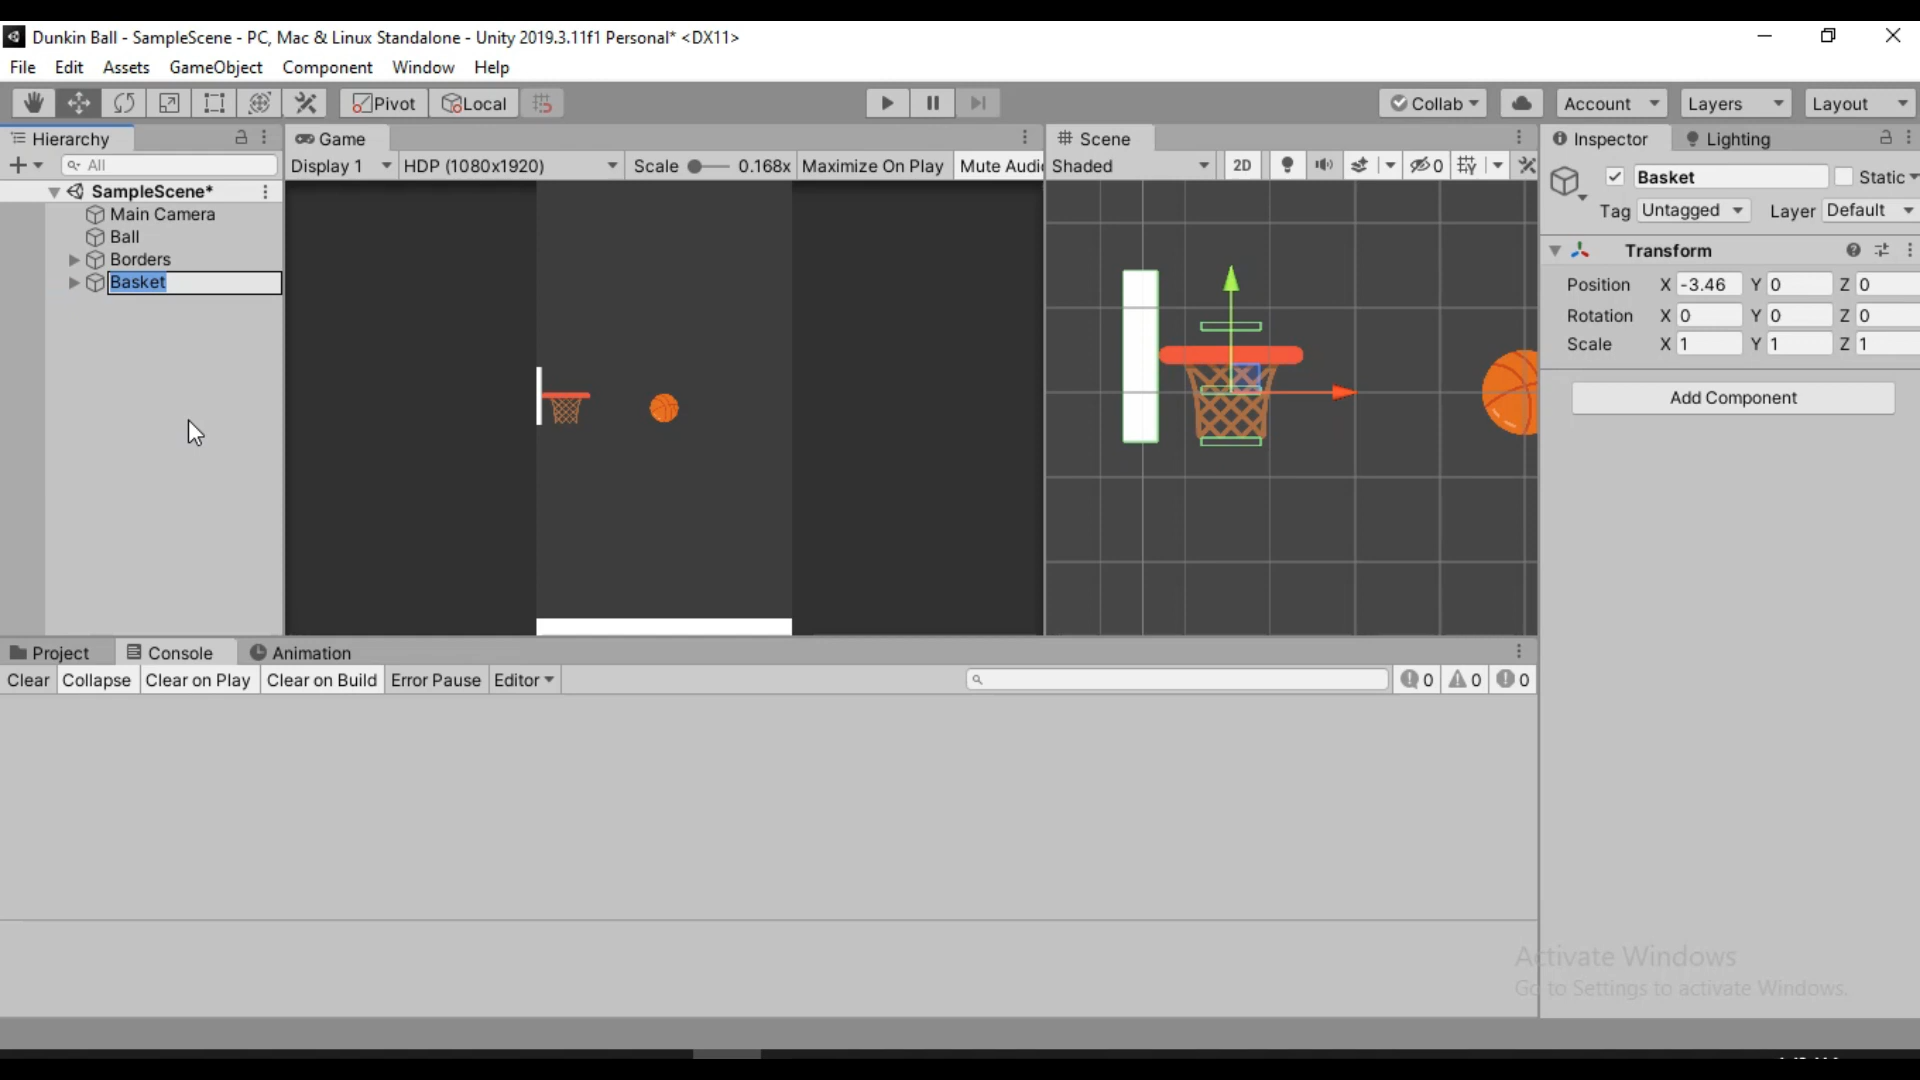 Dunkin Ball - SampleScene - PC, Mac & Linux Standalone - Unity 2019.3.11f1 Personal* <DX11>
File Edit Assets GameObject Component Window Help
Pivot Local Collab Account Layers Layout
Hierarchy Game Scene Inspector Lighting
All Display 1 HDP (1080x1920) Scale 0.168x Maximize On Play Mute Audi Shaded 2D 0
Basket Static
SampleScene*
Main Camera
Ball
Borders
Basket
Tag Untagged Layer Default
Transform
Position X -3.46 Y 0 Z 0
Rotation X 0 Y 0 Z 0
Scale X 1 Y 1 Z 1
Add Component
Project Console Animation
Clear Collapse Clear on Play Clear on Build Error Pause Editor 0 0 0
Activate Windows
Go to Settings to activate Windows.